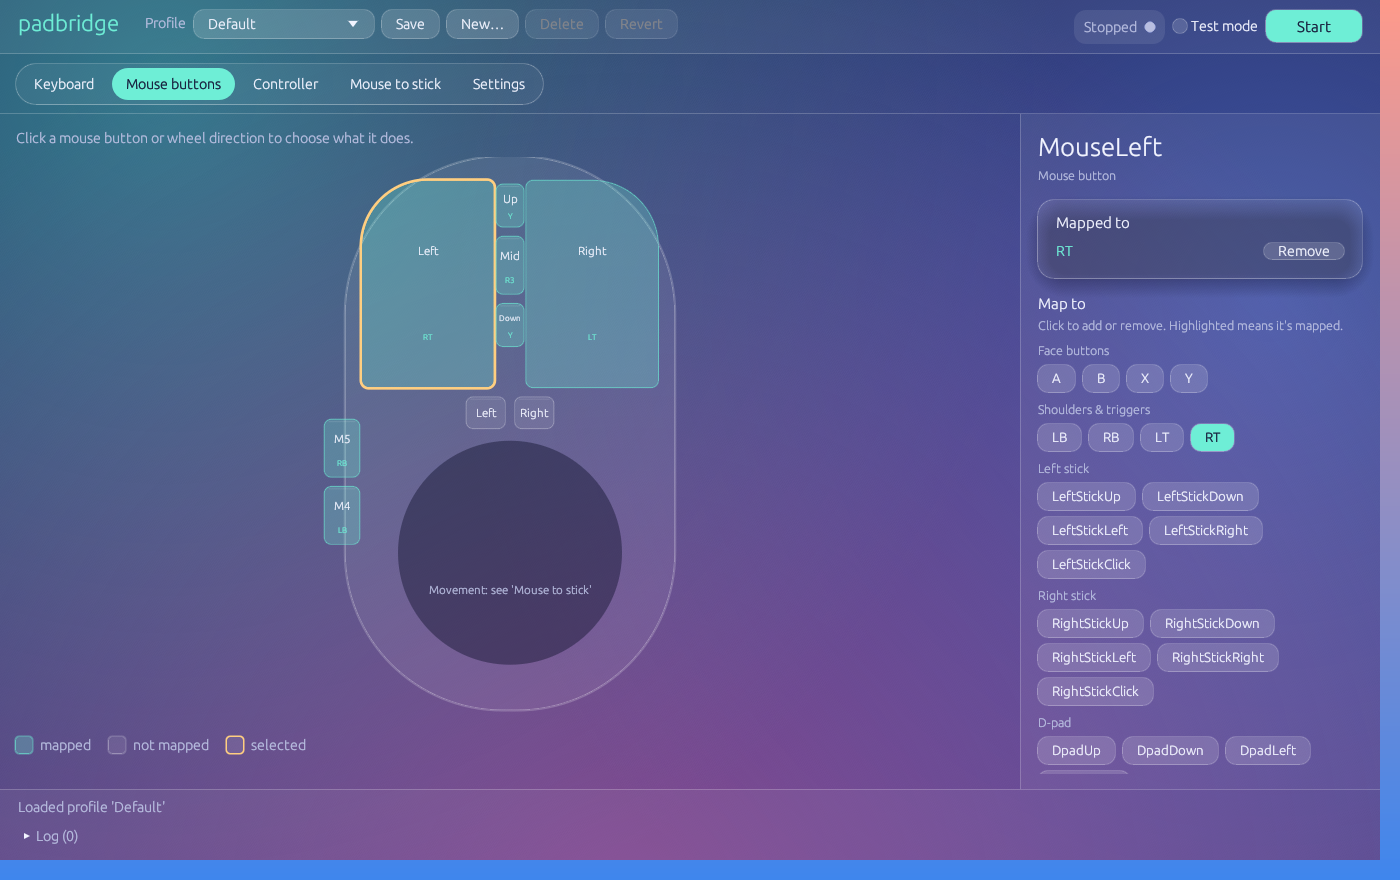 padbridge Profile Default Save New... Delete Revert Stopped Test mode Start
Keyboard Mouse buttons Controller Mouse to stick Settings
Click a mouse button or wheel direction to choose what it does.
Left
RT
Up
Y
Mid
R3
Down
Y
Right
LT
Left Right
M5
RB
M4
LB
Movement: see 'Mouse to stick'
mapped not mapped selected
MouseLeft
Mouse button
Mapped to
RT Remove
Map to
Click to add or remove. Highlighted means it's mapped.
Face buttons
A B X Y
Shoulders & triggers
LB RB LT RT
Left stick
LeftStickUp LeftStickDown
LeftStickLeft LeftStickRight
LeftStickClick
Right stick
RightStickUp RightStickDown
RightStickLeft RightStickRight
RightStickClick
D-pad
DpadUp DpadDown DpadLeft
Loaded profile 'Default'
Log (0)